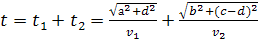 t = t₁ + t₂ = √(a²+d²)/v₁ + √(b²+(c−d)²)/v₂